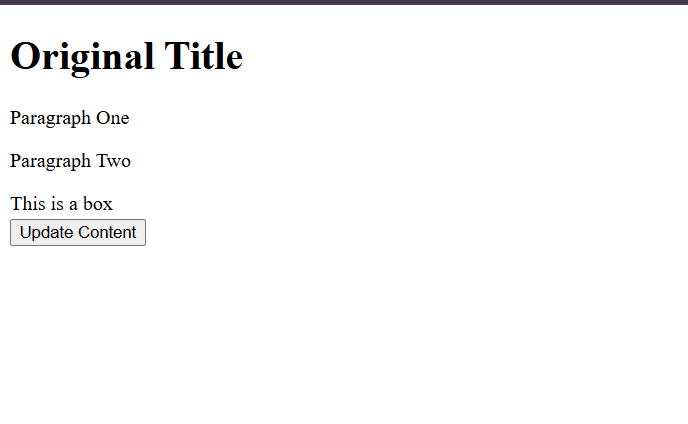 Original Title
Paragraph One
Paragraph Two
This is a box
Update Content